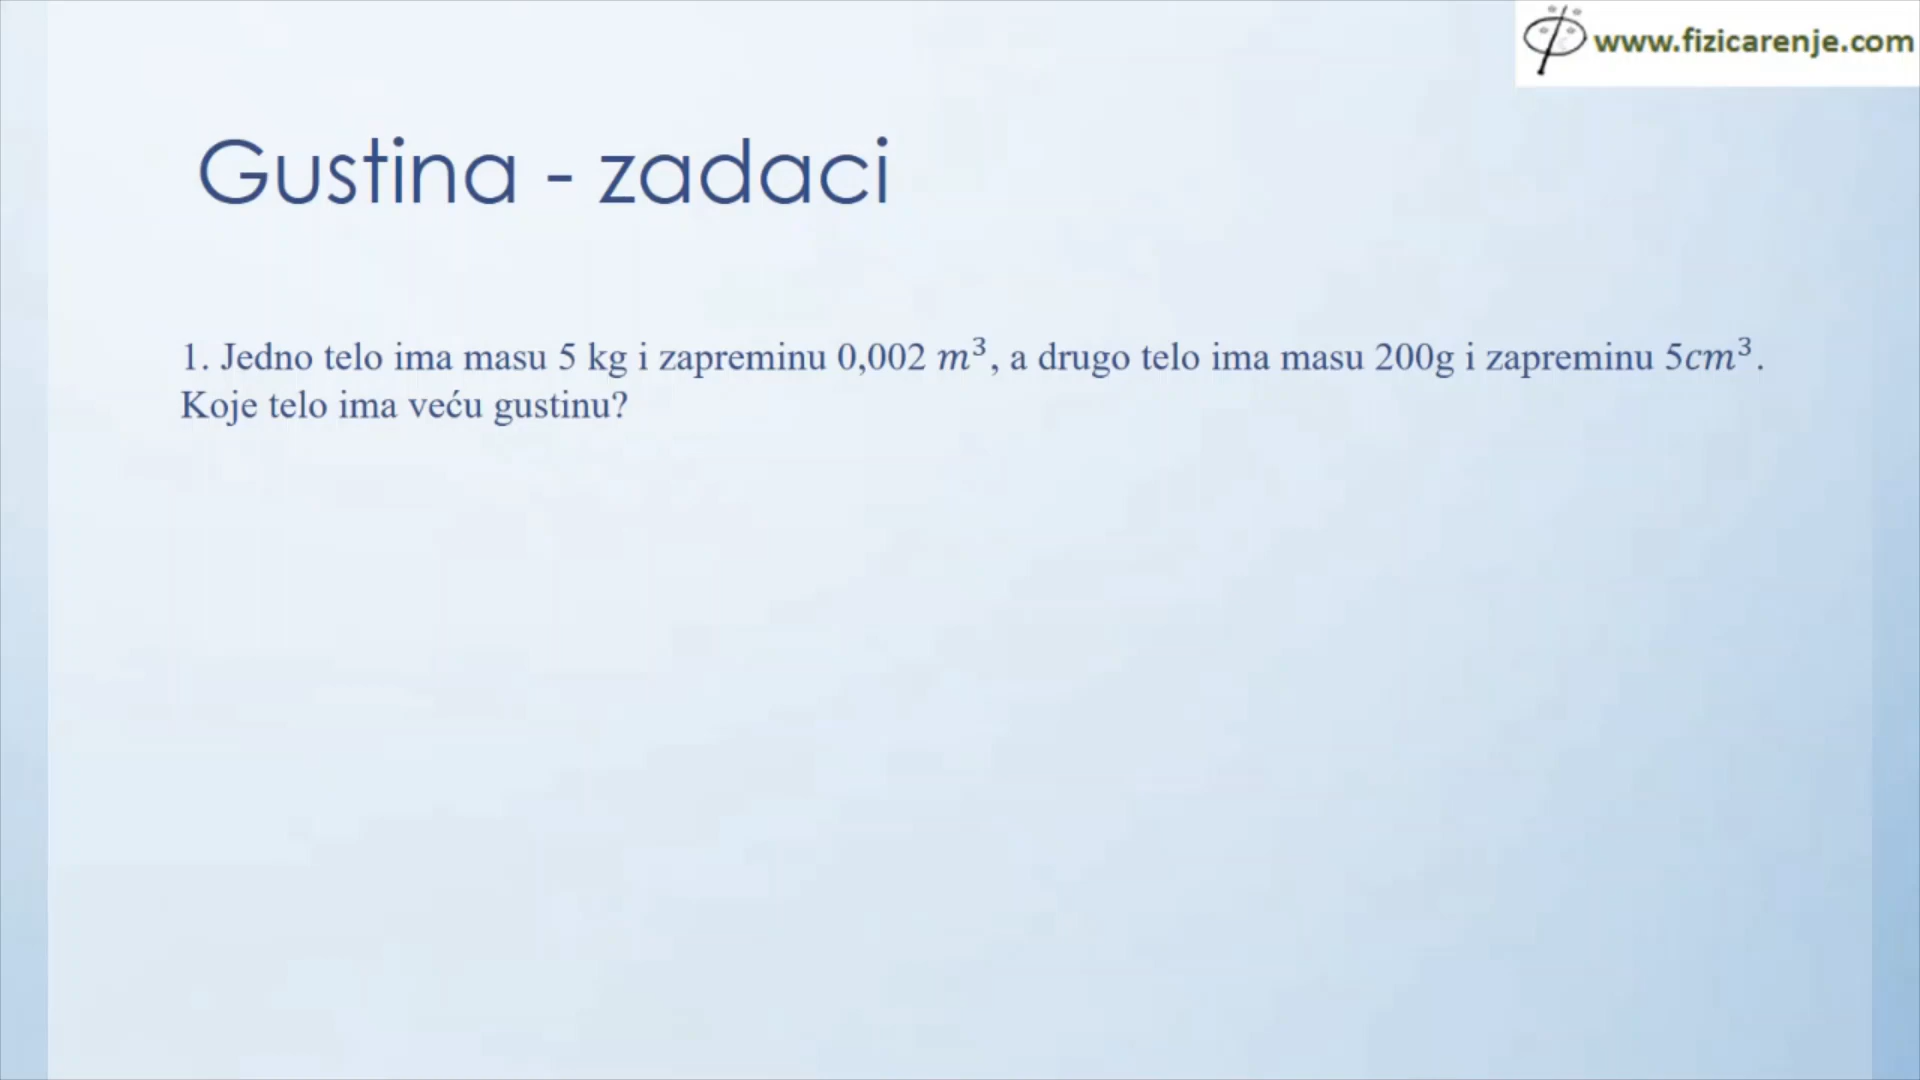 www.fizicarenje.com
Gustina - zadaci
1. Jedno telo ima masu 5 kg i zapreminu 0,002 m³, a drugo telo ima masu 200g i zapreminu 5cm³.
Koje telo ima veću gustinu?